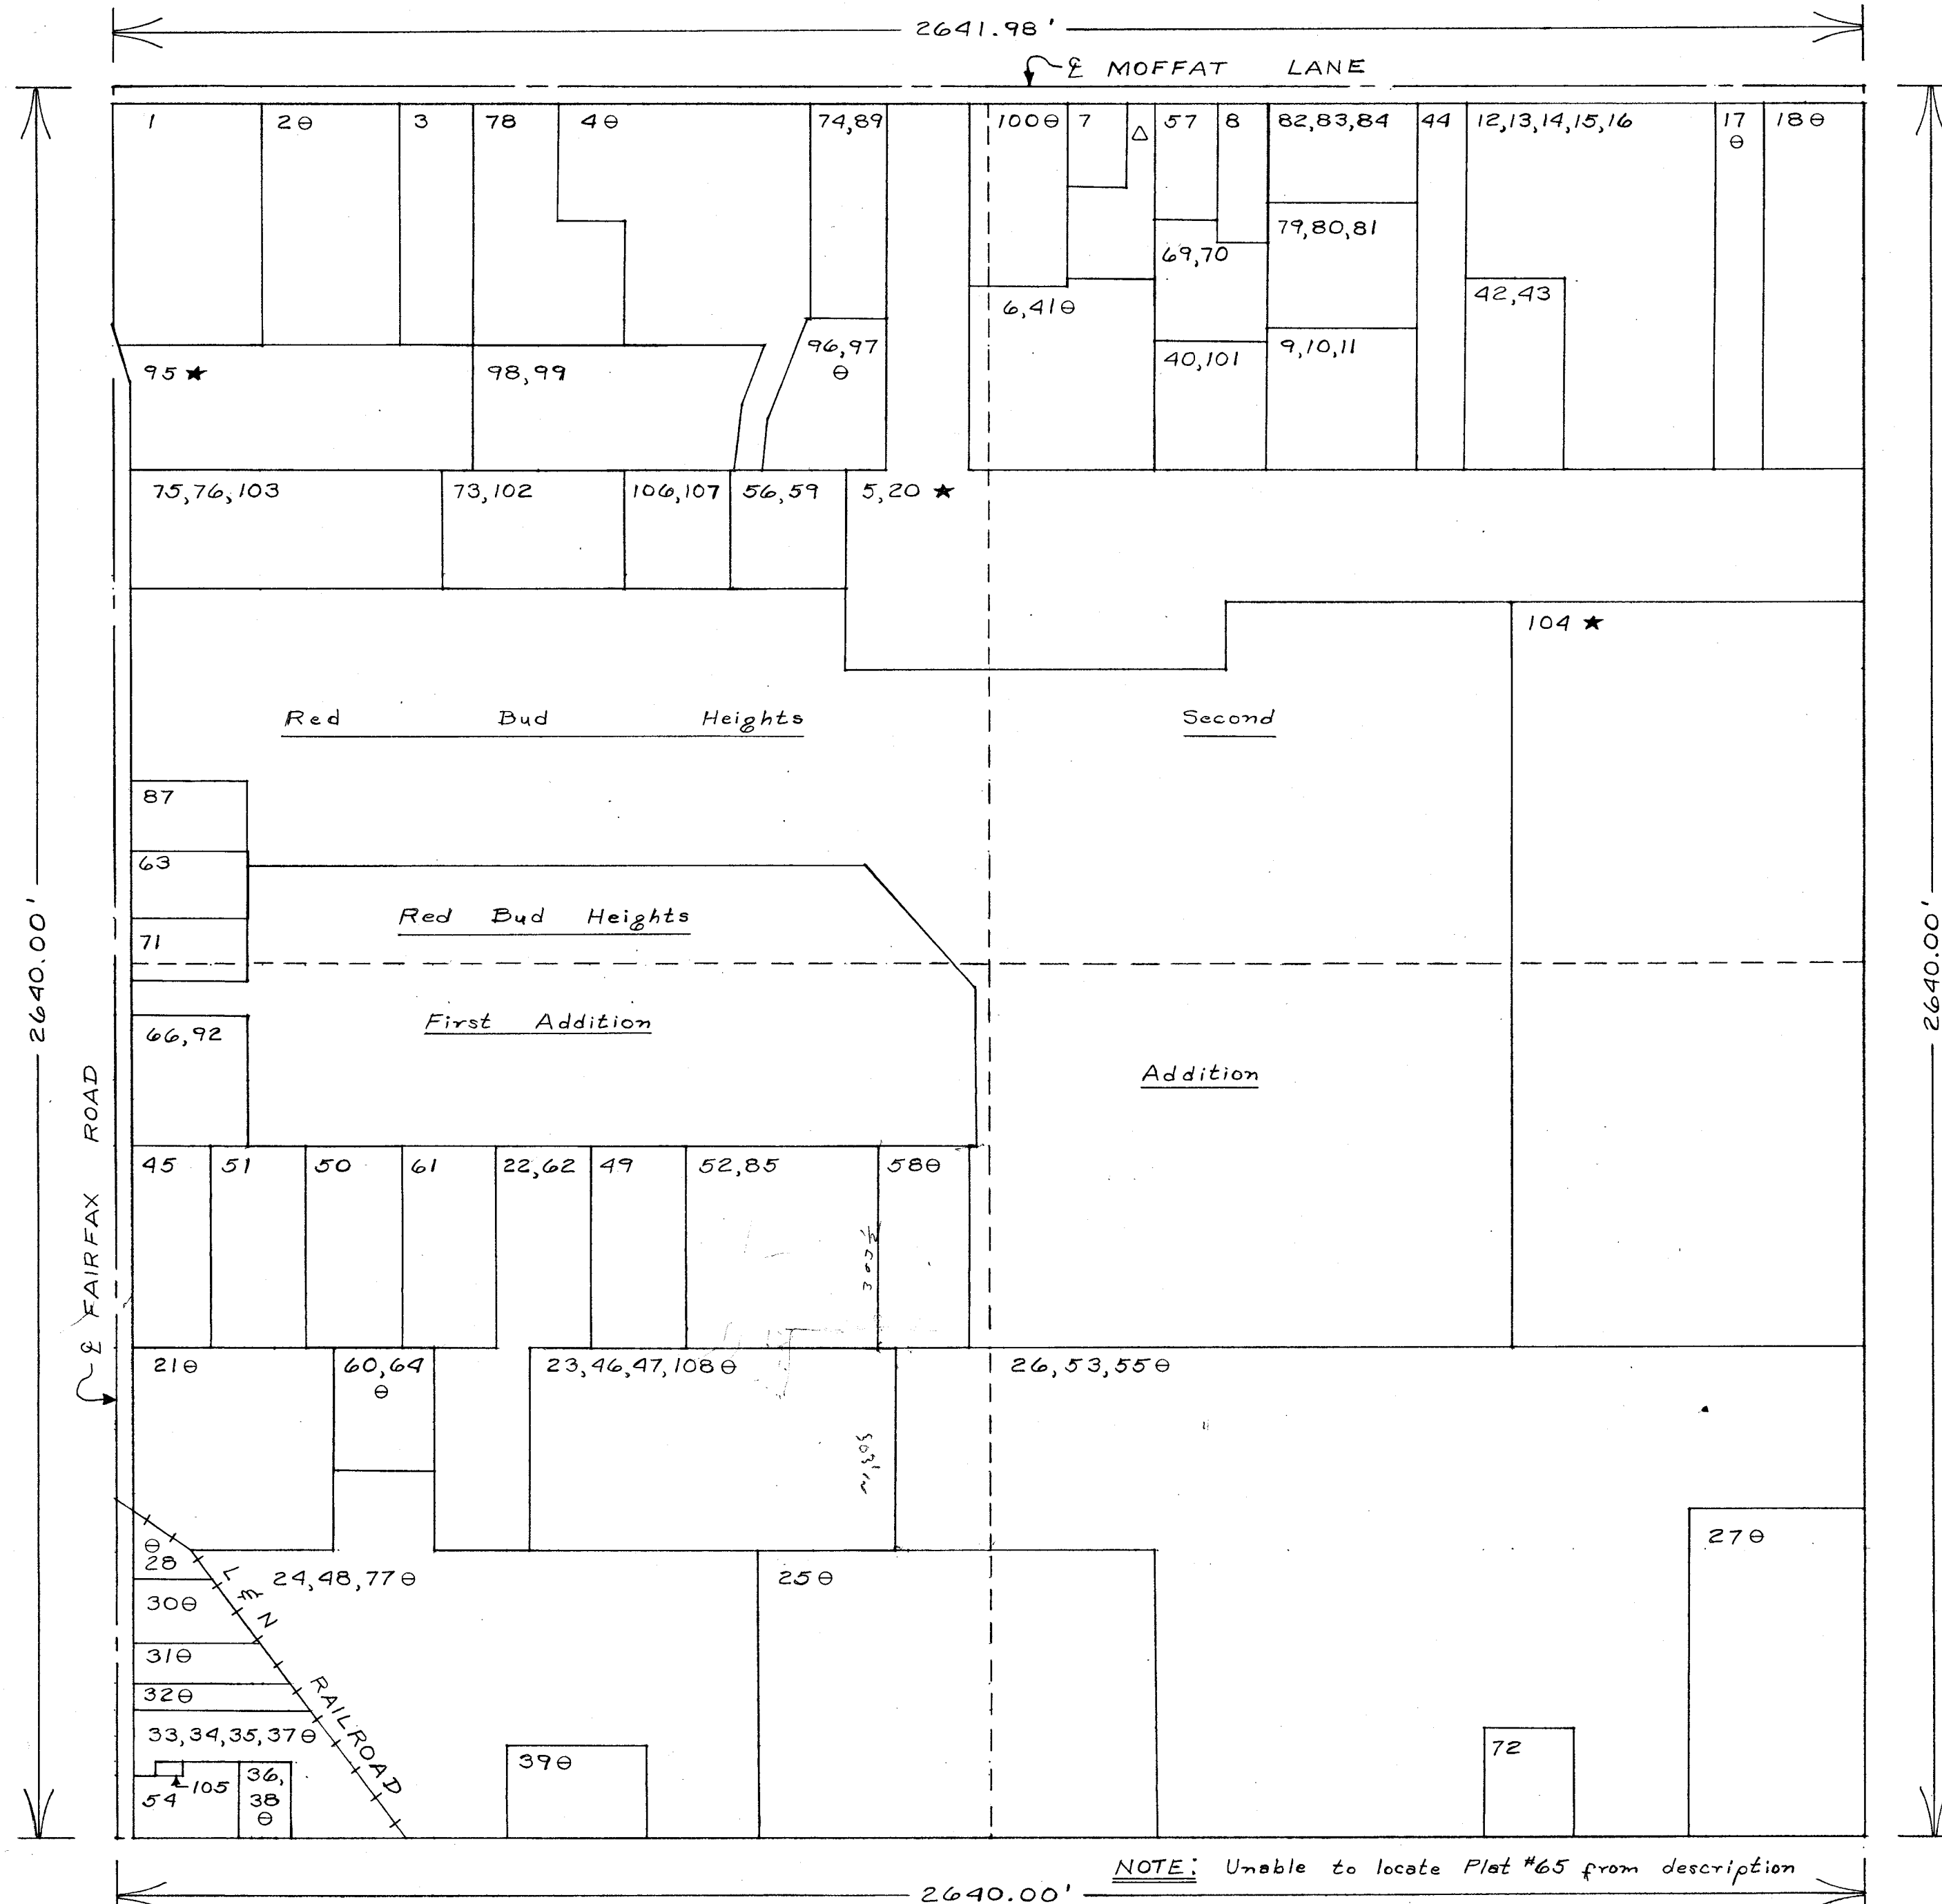 2641.98'
℄ MOFFAT LANE
1 2⊖ 3 78 4⊖ 74,89 100⊖ 7 △ 57 8 82,83,84 44 12,13,14,15,16 17⊖ 18⊖
79,80,81
69,70
42,43
6,41⊖
96,97⊖
9,10,11
40,101
95★ 98,99
75,76,103 73,102 106,107 56,59 5,20 ★
104 ★
Red Bud Heights Second
87
63
Red Bud Heights
71
2640.00'
2640.00'
First Addition
66,92
Addition
℄ FAIRFAX ROAD
45 51 50 61 22,62 49 52,85 58⊖
303½
21⊖ 60,64⊖ 23,46,47,108⊖ 26,53,55⊖
27⊖
⊖
28
24,48,77⊖ 25⊖
L&N RAILROAD
30⊖
31⊖
32⊖
33,34,35,37⊖
39⊖
72
105
36,
38
⊖
54
NOTE: Unable to locate Plat #65 from description
2640.00'